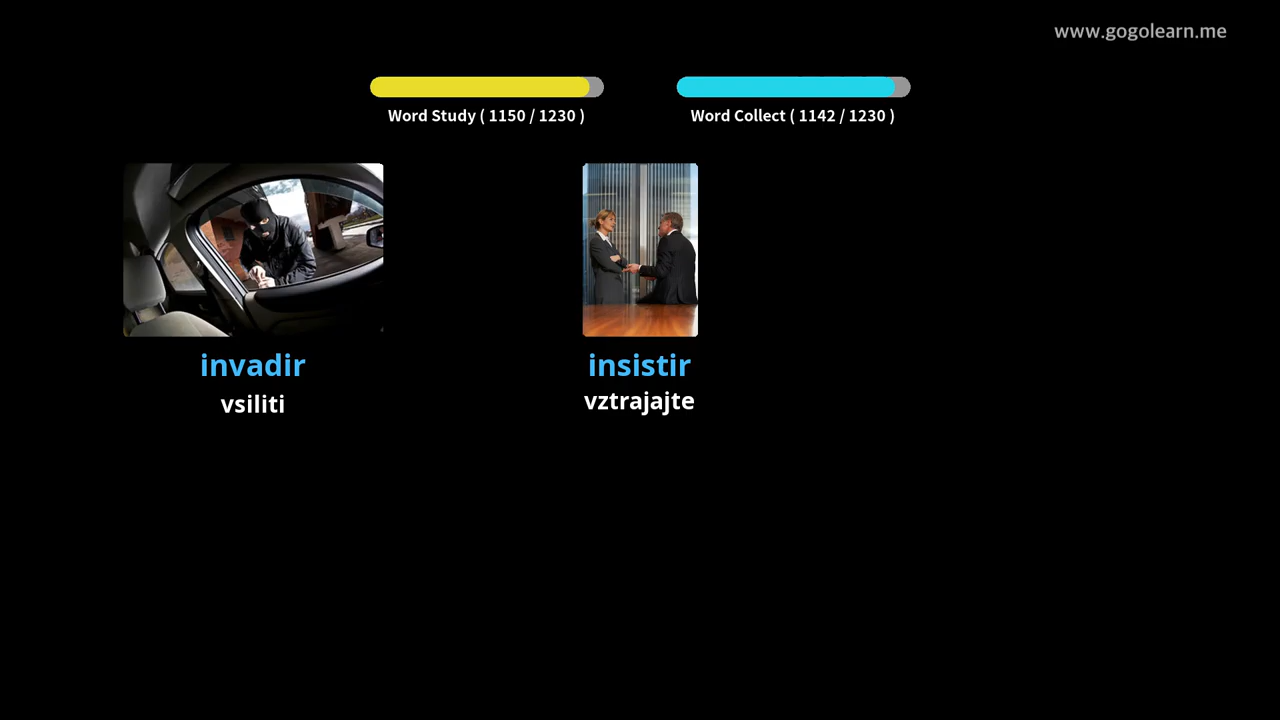 www.gogolearn.me
Word Study ( 1150 / 1230 )
Word Collect ( 1142 / 1230 )
invadir
vsiliti
insistir
vztrajajte